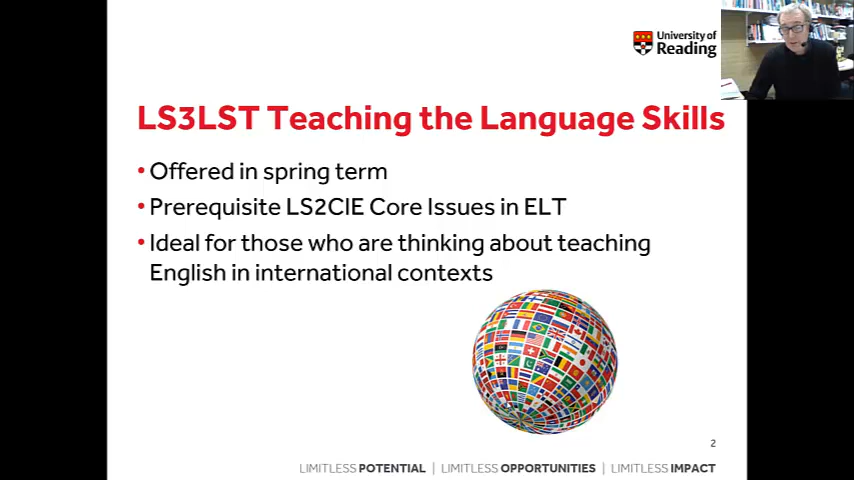 University of
Reading
LS3LST Teaching the Language Skills
• Offered in spring term
• Prerequisite LS2CIE Core Issues in ELT
• Ideal for those who are thinking about teaching
English in international contexts
2
LIMITLESS POTENTIAL | LIMITLESS OPPORTUNITIES | LIMITLESS IMPACT